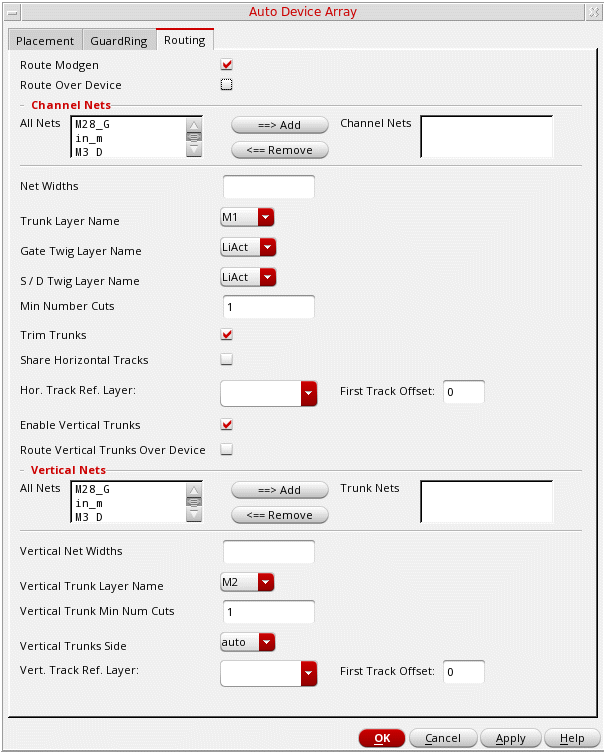 Auto Device Array
Placement GuardRing Routing
Route Modgen
Route Over Device
Channel Nets
All Nets M28_G ==> Add Channel Nets
in_m
M3 D <== Remove
Net Widths
Trunk Layer Name M1
Gate Twig Layer Name LiAct
S / D Twig Layer Name LiAct
Min Number Cuts 1
Trim Trunks
Share Horizontal Tracks
Hor. Track Ref. Layer: First Track Offset: 0
Enable Vertical Trunks
Route Vertical Trunks Over Device
Vertical Nets
All Nets M28_G ==> Add Trunk Nets
in_m
M3 D <== Remove
Vertical Net Widths
Vertical Trunk Layer Name M2
Vertical Trunk Min Num Cuts 1
Vertical Trunks Side auto
Vert. Track Ref. Layer: First Track Offset: 0
OK Cancel Apply Help